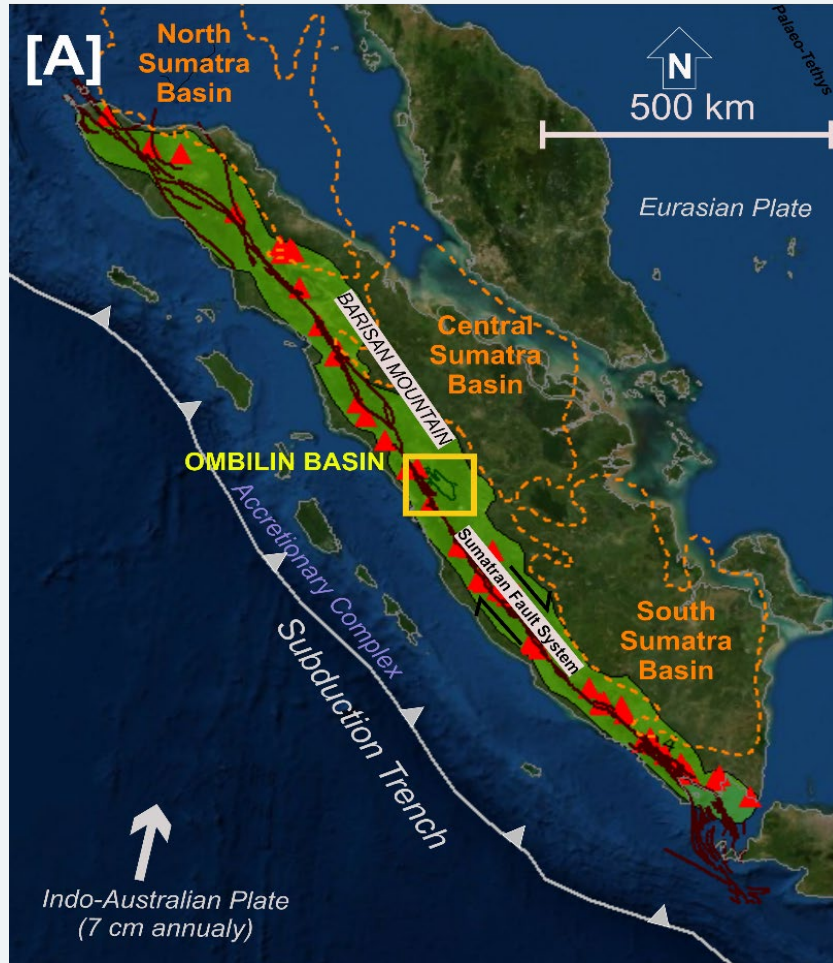 [A]
North
Sumatra
Basin
N
500 km
Palaeo-Tethys
Eurasian Plate
BARISAN MOUNTAIN
Central
Sumatra
Basin
OMBILIN BASIN
Accretionary Complex
Sumatran Fault System
South
Sumatra
Basin
Subduction Trench
Indo-Australian Plate
(7 cm annualy)